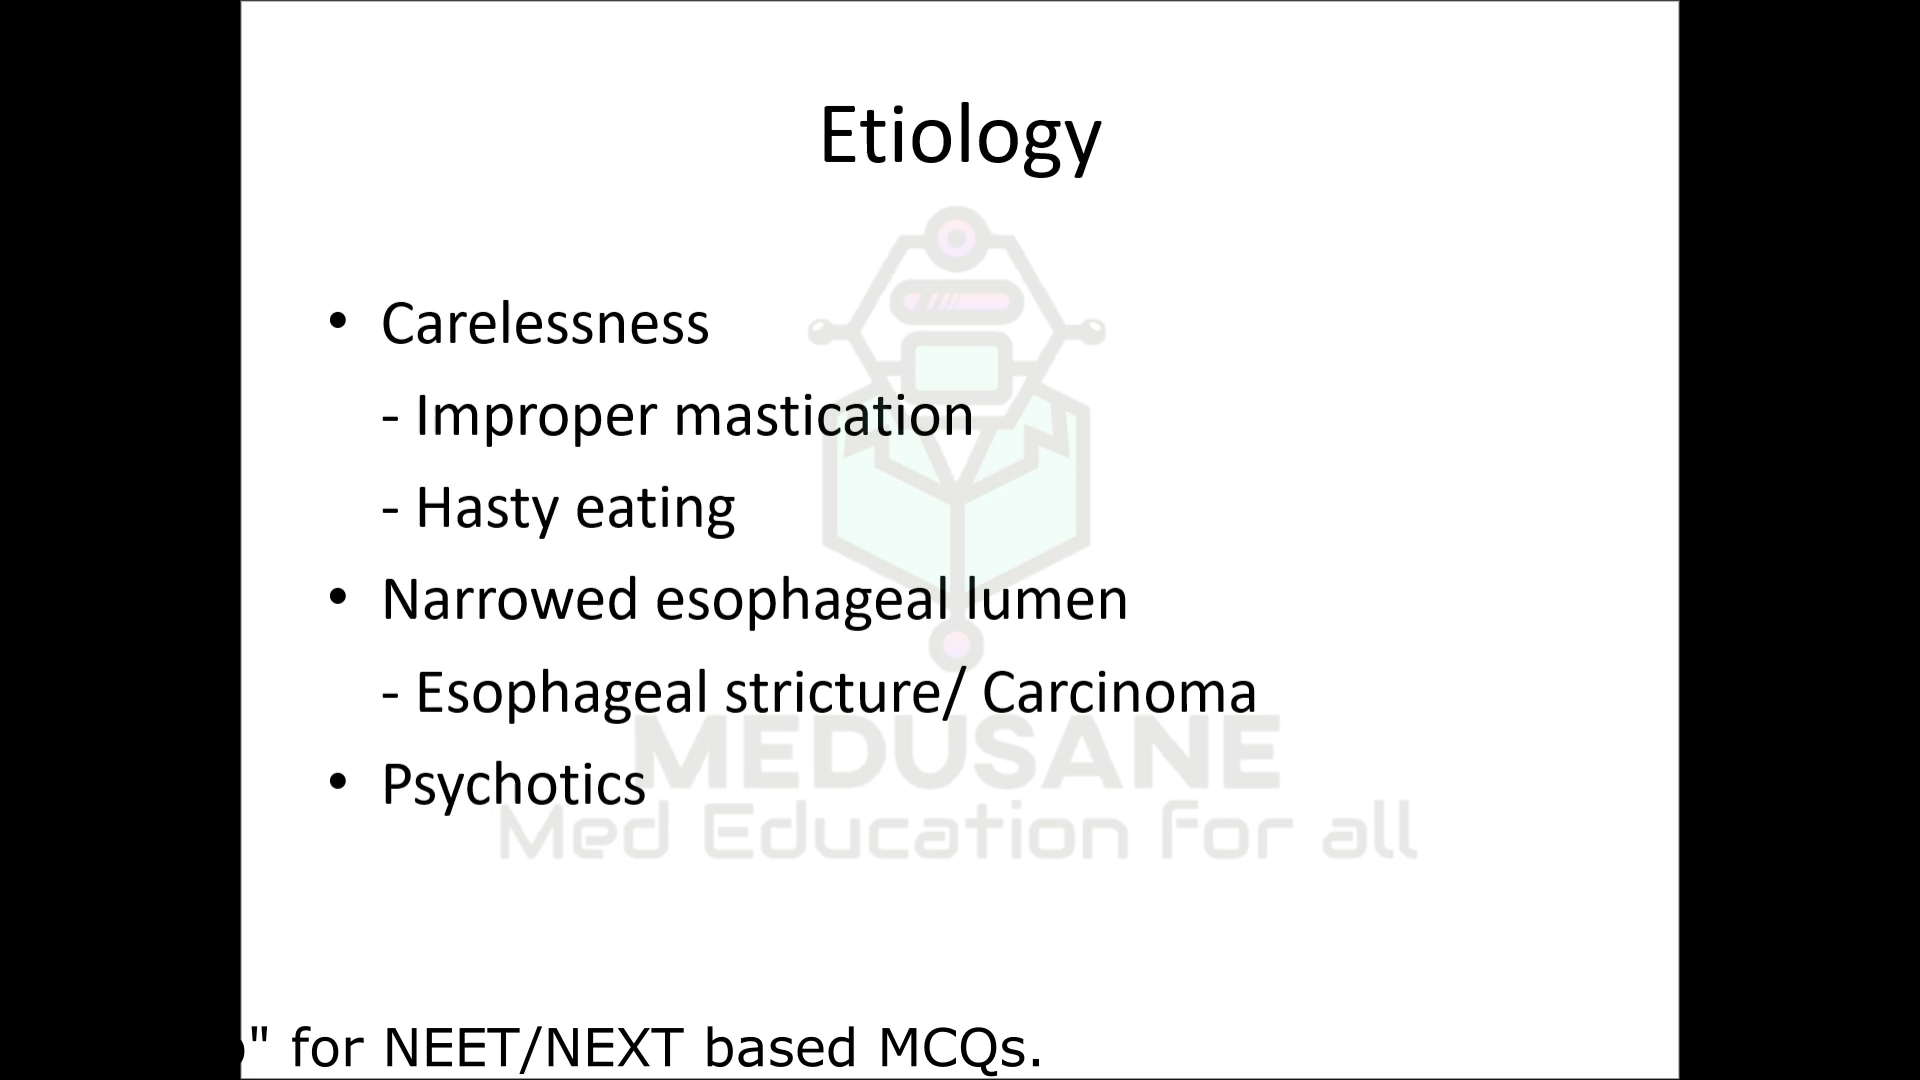 Etiology
• Carelessness
- Improper mastication
- Hasty eating
• Narrowed esophageal lumen
- Esophageal stricture/ Carcinoma
• Psychotics
MEDUSANE
Med Education for all
" for NEET/NEXT based MCQs.